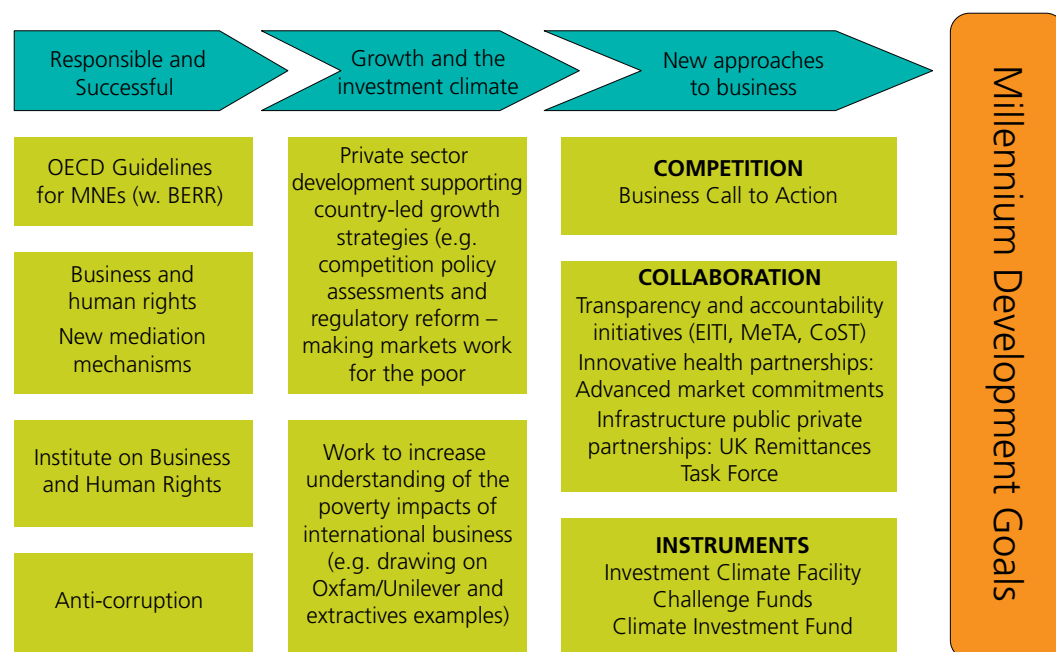 Responsible and
Successful
Growth and the
investment climate
New approaches
to business
OECD Guidelines
for MNEs (w. BERR)
Business and
human rights
New mediation
mechanisms
Institute on Business
and Human Rights
Anti-corruption
Private sector
development supporting
country-led growth
strategies (e.g.
competition policy
assessments and
regulatory reform –
making markets work
for the poor
Work to increase
understanding of the
poverty impacts of
international business
(e.g. drawing on
Oxfam/Unilever and
extractives examples)
COMPETITION
Business Call to Action
COLLABORATION
Transparency and accountability
initiatives (EITI, MeTA, CoST)
Innovative health partnerships:
Advanced market commitments
Infrastructure public private
partnerships: UK Remittances
Task Force
INSTRUMENTS
Investment Climate Facility
Challenge Funds
Climate Investment Fund
Millennium Development Goals